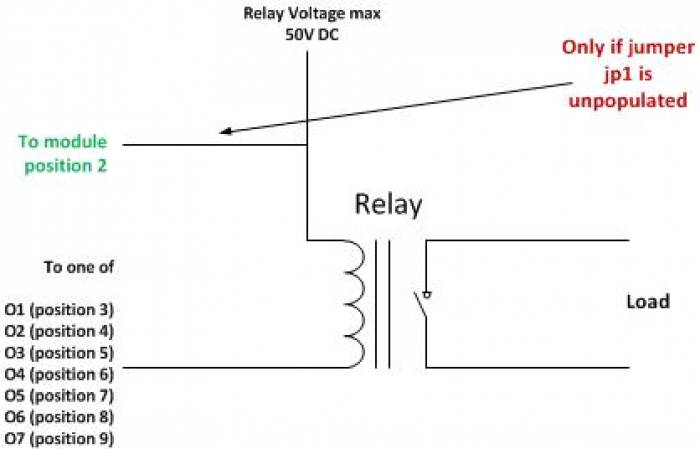 Relay Voltage max
50V DC
Only if jumper
jp1 is
unpopulated
To module
position 2
Relay
To one of
O1 (position 3)
O2 (position 4)
O3 (position 5)
O4 (position 6)
O5 (position 7)
O6 (position 8)
O7 (position 9)
Load